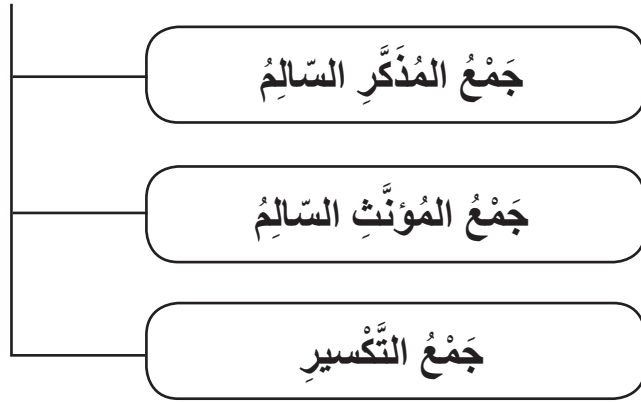 جَمْعُ المُذَكَّرِ السّالِمُ
جَمْعُ المُؤنَّثِ السّالِمُ
جَمْعُ التَّكْسيرِ